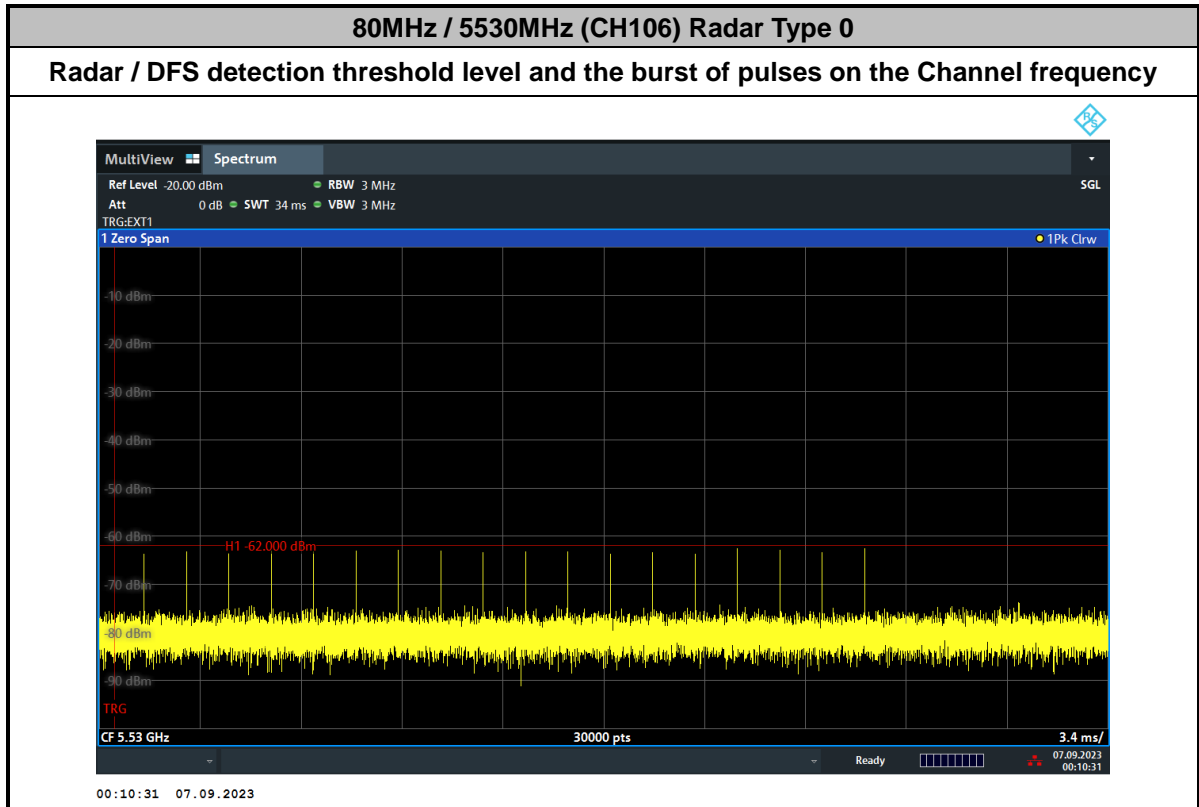 80MHz / 5530MHz (CH106) Radar Type 0
Radar / DFS detection threshold level and the burst of pulses on the Channel frequency
R S
MultiView Spectrum
Ref Level -20.00 dBm RBW 3 MHz SGL
Att 0 dB SWT 34 ms VBW 3 MHz
TRG:EXT1
1 Zero Span 1Pk Clrw
-10 dBm
-20 dBm
-30 dBm
-40 dBm
-50 dBm
-60 dBm
H1 -62.000 dBm
-70 dBm
-80 dBm
-90 dBm
TRG
CF 5.53 GHz 30000 pts 3.4 ms/
Ready 07.09.2023
00:10:31
00:10:31 07.09.2023